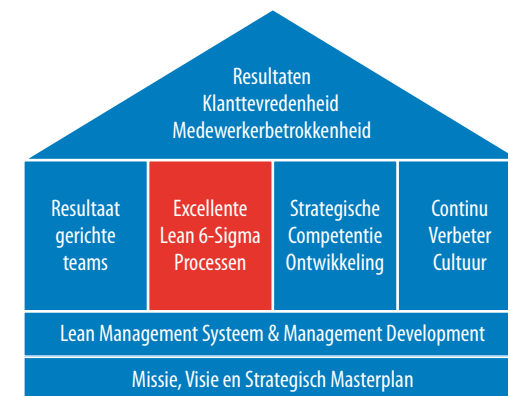 Resultaten
Klanttevredenheid
Medewerkerbetrokkenheid
Resultaat
gerichte
teams
Excellente
Lean 6-Sigma
Processen
Strategische
Competentie
Ontwikkeling
Continu
Verbeter
Cultuur
Lean Management Systeem & Management Development
Missie, Visie en Strategisch Masterplan